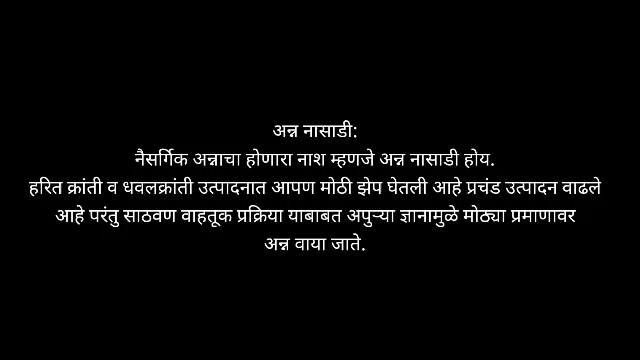 अन्न नासाडी:
नैसर्गिक अन्नाचा होणारा नाश म्हणजे अन्न नासाडी होय.
हरित क्रांती व धवलक्रांती उत्पादनात आपण मोठी झेप घेतली आहे प्रचंड उत्पादन वाढले
आहे परंतु साठवण वाहतूक प्रक्रिया याबाबत अपुऱ्या ज्ञानामुळे मोठ्या प्रमाणावर
अन्न वाया जाते.